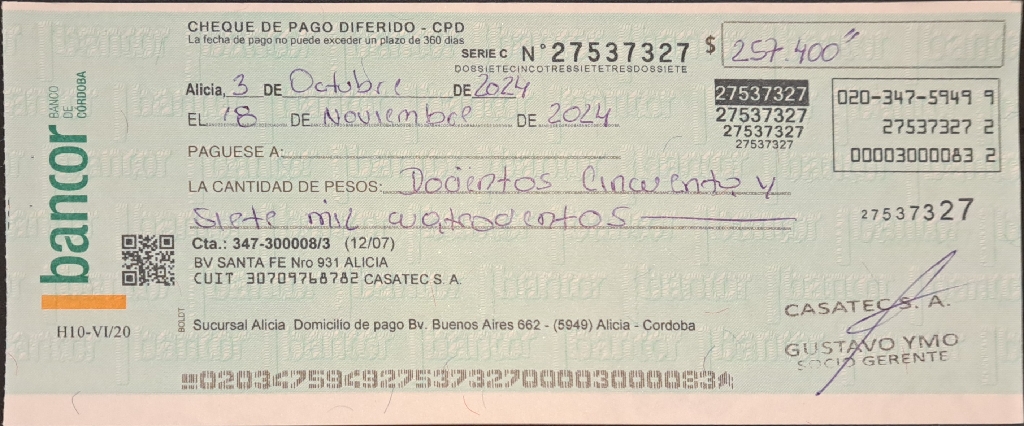 CHEQUE DE PAGO DIFERIDO - CPD
La fecha de pago no puede exceder un plazo de 360 dias
SERIE C N° 27537327 $ 257.400"
DOSSIETECINCOTRESSIETETRESDOSSIETE
Alicia, 3 DE Octubre DE 2024
EL 18 DE Noviembre DE 2024
27537327
27537327
27537327
27537327
020-347-5949 9
27537327 2
00003000083 2
PAGUESE A:
LA CANTIDAD DE PESOS: Docientos Cincuenta y
Siete mil cuatrocientos
27537327
Cta.: 347-300008/3 (12/07)
BV SANTA FE Nro 931 ALICIA
CUIT 30709768782 CASATEC S. A.
bancor
BANCO
DE
CÓRDOBA
H10-VI/20
BOLDT
Sucursal Alicia Domicilio de pago Bv. Buenos Aires 662 - (5949) Alicia - Cordoba
CASATEC S. A.
GUSTAVO YMO
SOCIO GERENTE
02034759492753732700003000083